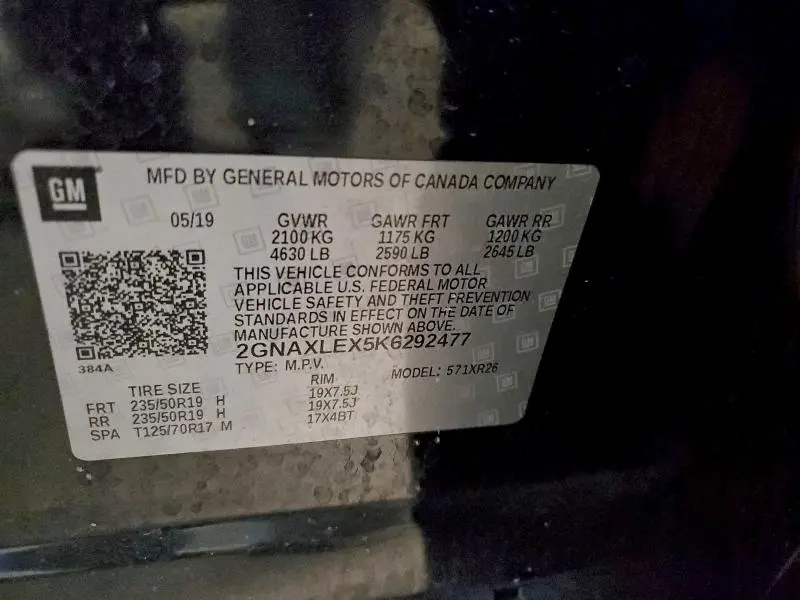 GM
MFD BY GENERAL MOTORS OF CANADA COMPANY
05/19 GVWR GAWR FRT GAWR RR
2100 KG 1175 KG 1200 KG
4630 LB 2590 LB 2645 LB
THIS VEHICLE CONFORMS TO ALL
APPLICABLE U.S. FEDERAL MOTOR
VEHICLE SAFETY AND THEFT PREVENTION
STANDARDS IN EFFECT ON THE DATE OF
MANUFACTURE SHOWN ABOVE.
2GNAXLEX5K6292477
384A
TYPE: M.P.V. MODEL: 571XR26
TIRE SIZE RIM
FRT 235/50R19 H 19X7.5J
RR 235/50R19 H 19X7.5J
SPA T125/70R17 M 17X4BT